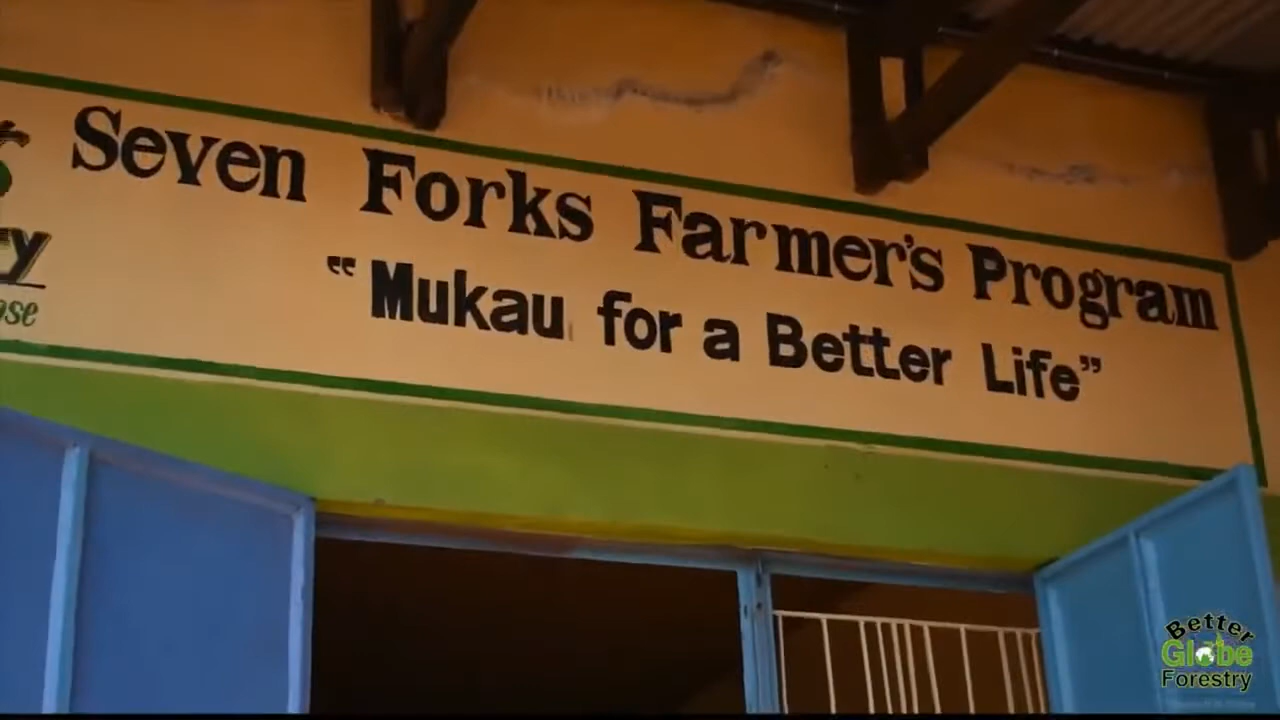 Seven Forks Farmer's Program
“Mukau for a Better Life”
Better
Globe
Forestry